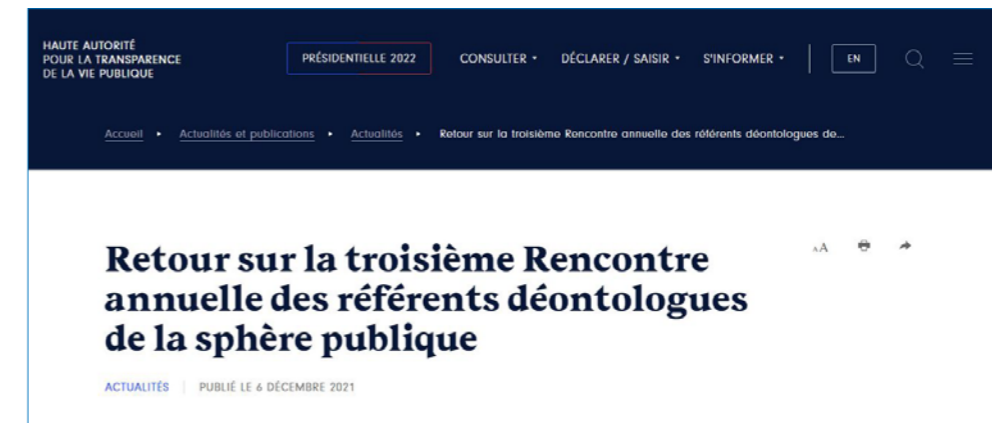 HAUTE AUTORITÉ
POUR LA TRANSPARENCE
DE LA VIE PUBLIQUE
PRÉSIDENTIELLE 2022
CONSULTER
DÉCLARER / SAISIR
S'INFORMER
EN
Accueil ▸ Actualités et publications ▸ Actualités ▸ Retour sur la troisième Rencontre annuelle des référents déontologues de...
Retour sur la troisième Rencontre
annuelle des référents déontologues
de la sphère publique
AA
ACTUALITÉS | PUBLIÉ LE 6 DÉCEMBRE 2021